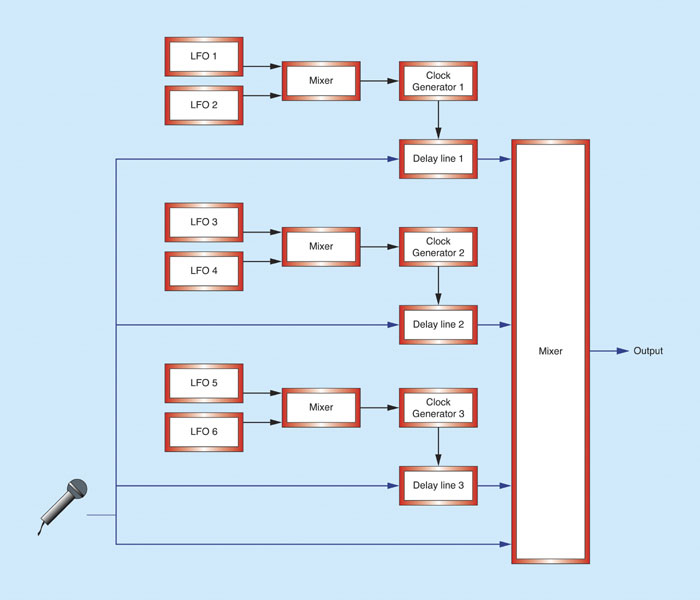 LFO 1
LFO 2
Mixer
Clock
Generator 1
Delay line 1
LFO 3
LFO 4
Mixer
Clock
Generator 2
Delay line 2
LFO 5
LFO 6
Mixer
Clock
Generator 3
Delay line 3
Mixer
Output